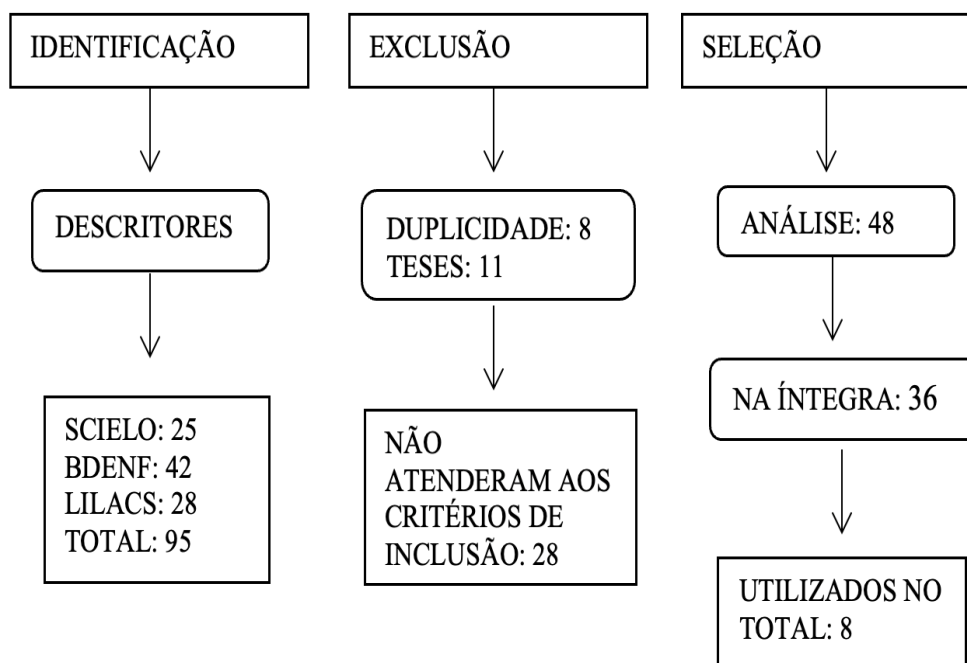 IDENTIFICAÇÃO
DESCRITORES
SCIELO: 25
BDENF: 42
LILACS: 28
TOTAL: 95
EXCLUSÃO
DUPLICIDADE: 8
TESES: 11
NÃO
ATENDERAM AOS
CRITÉRIOS DE
INCLUSÃO: 28
SELEÇÃO
ANÁLISE: 48
NA ÍNTEGRA: 36
UTILIZADOS NO
TOTAL: 8